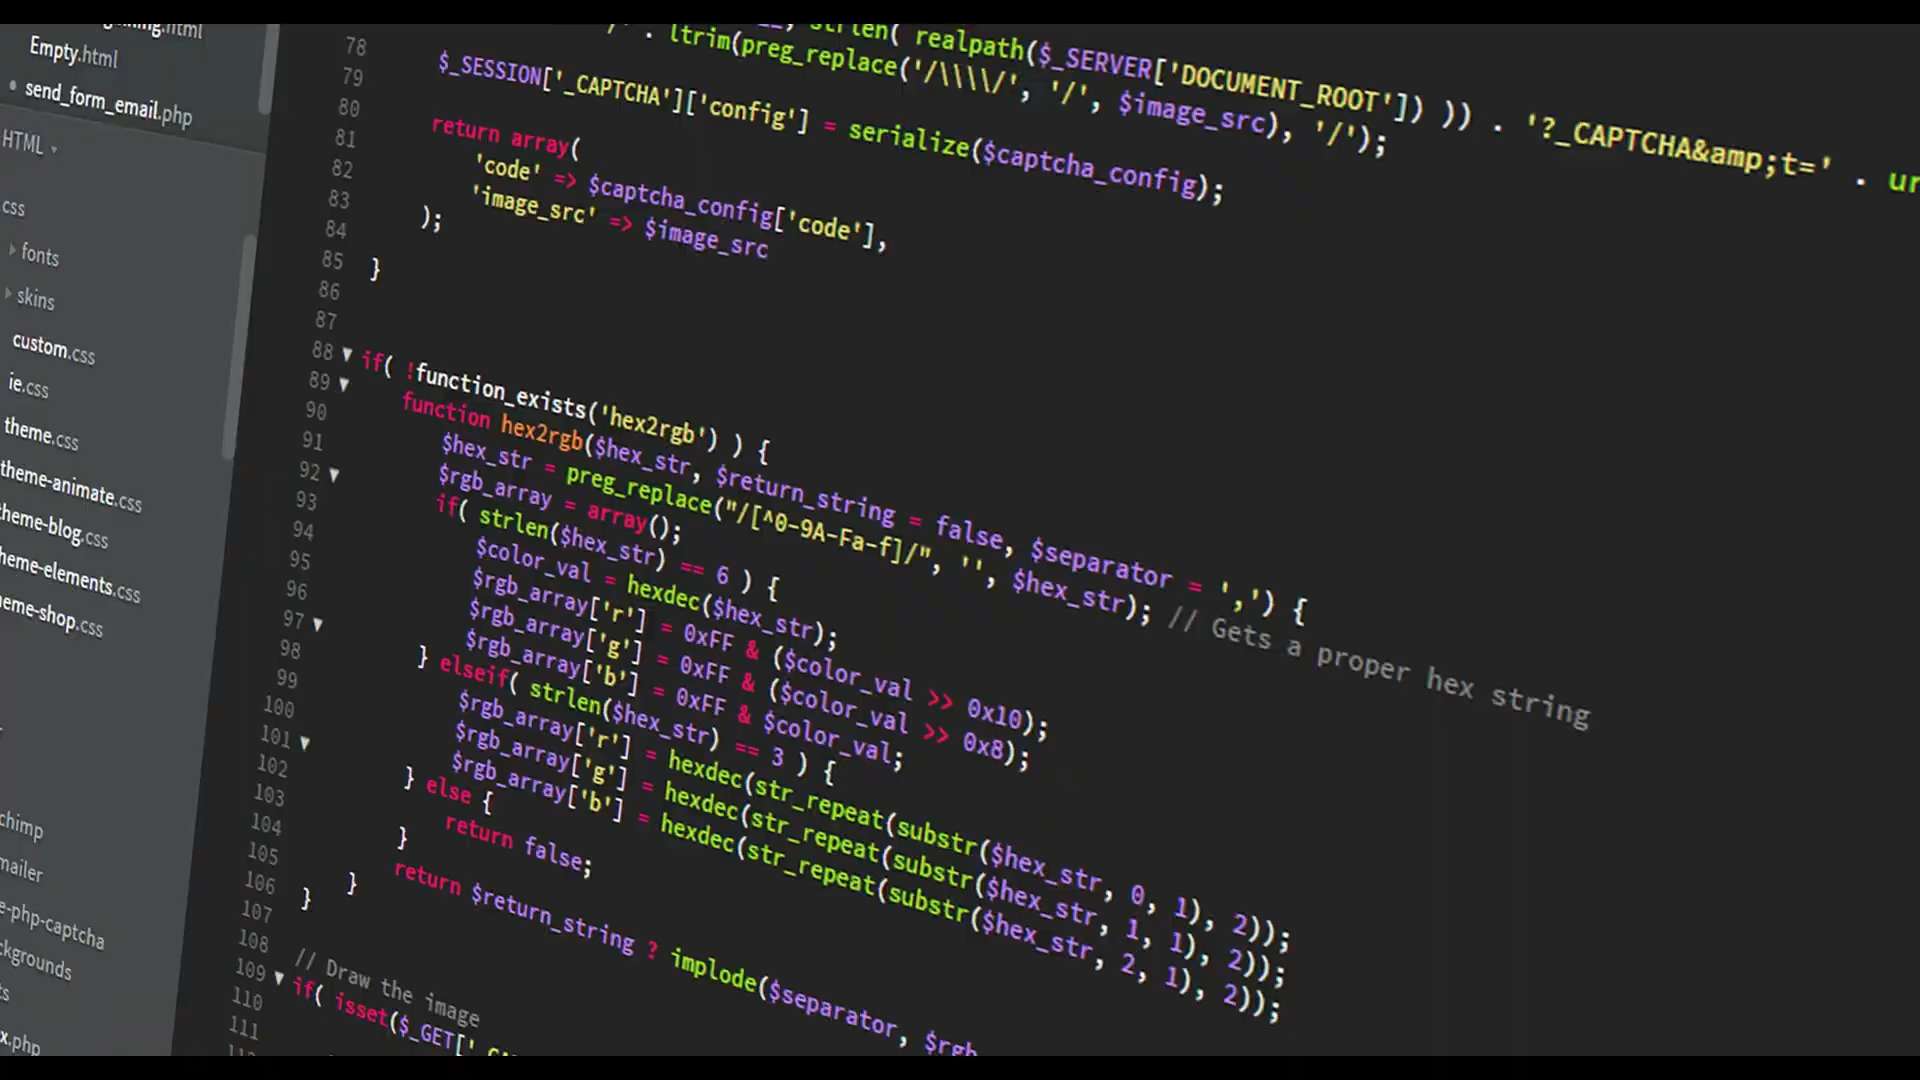 Empty.html
send_form_email.php
HTML
css
fonts
skins
custom.css
ie.css
theme.css
theme-animate.css
theme-blog.css
heme-elements.css
eme-shop.css
chimp
mailer
e-php-captcha
ckgrounds
ts
x.php
strlen( realpath($_SERVER['DOCUMENT_ROOT']) )) . '?_CAPTCHA&amp;t=' . ur
78 /' . ltrim(preg_replace('/\\\\/', '/', $image_src), '/');
79 $_SESSION['_CAPTCHA']['config'] = serialize($captcha_config);
80
81 return array(
82 'code' => $captcha_config['code'],
83 'image_src' => $image_src
84 );
85 }
86
87
88 if( !function_exists('hex2rgb') ) {
89 function hex2rgb($hex_str, $return_string = false, $separator = ',') {
90 $hex_str = preg_replace("/[^0-9A-Fa-f]/", '', $hex_str); // Gets a proper hex string
91 $rgb_array = array();
92 if( strlen($hex_str) == 6 ) {
93 $color_val = hexdec($hex_str);
94 $rgb_array['r'] = 0xFF & ($color_val >> 0x10);
95 $rgb_array['g'] = 0xFF & ($color_val >> 0x8);
96 $rgb_array['b'] = 0xFF & $color_val;
97 } elseif( strlen($hex_str) == 3 ) {
98 $rgb_array['r'] = hexdec(str_repeat(substr($hex_str, 0, 1), 2));
99 $rgb_array['g'] = hexdec(str_repeat(substr($hex_str, 1, 1), 2));
100 $rgb_array['b'] = hexdec(str_repeat(substr($hex_str, 2, 1), 2));
101 } else {
102 return false;
103 }
104 return $return_string ? implode($separator, $rgb
105 }
106 }
107
108 // Draw the image
109 if( isset($_GET['
110
111